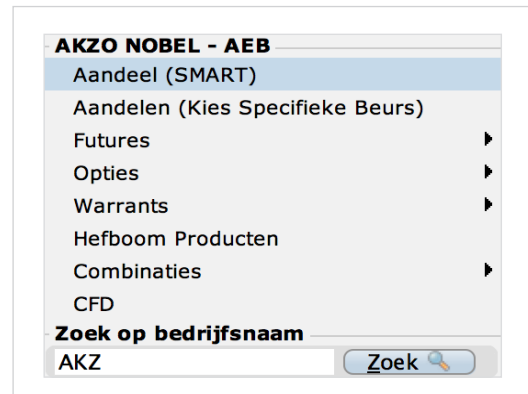 AKZO NOBEL - AEB
Aandeel (SMART)
Aandelen (Kies Specifieke Beurs)
Futures
Opties
Warrants
Hefboom Producten
Combinaties
CFD
Zoek op bedrijfsnaam
AKZ Zoek